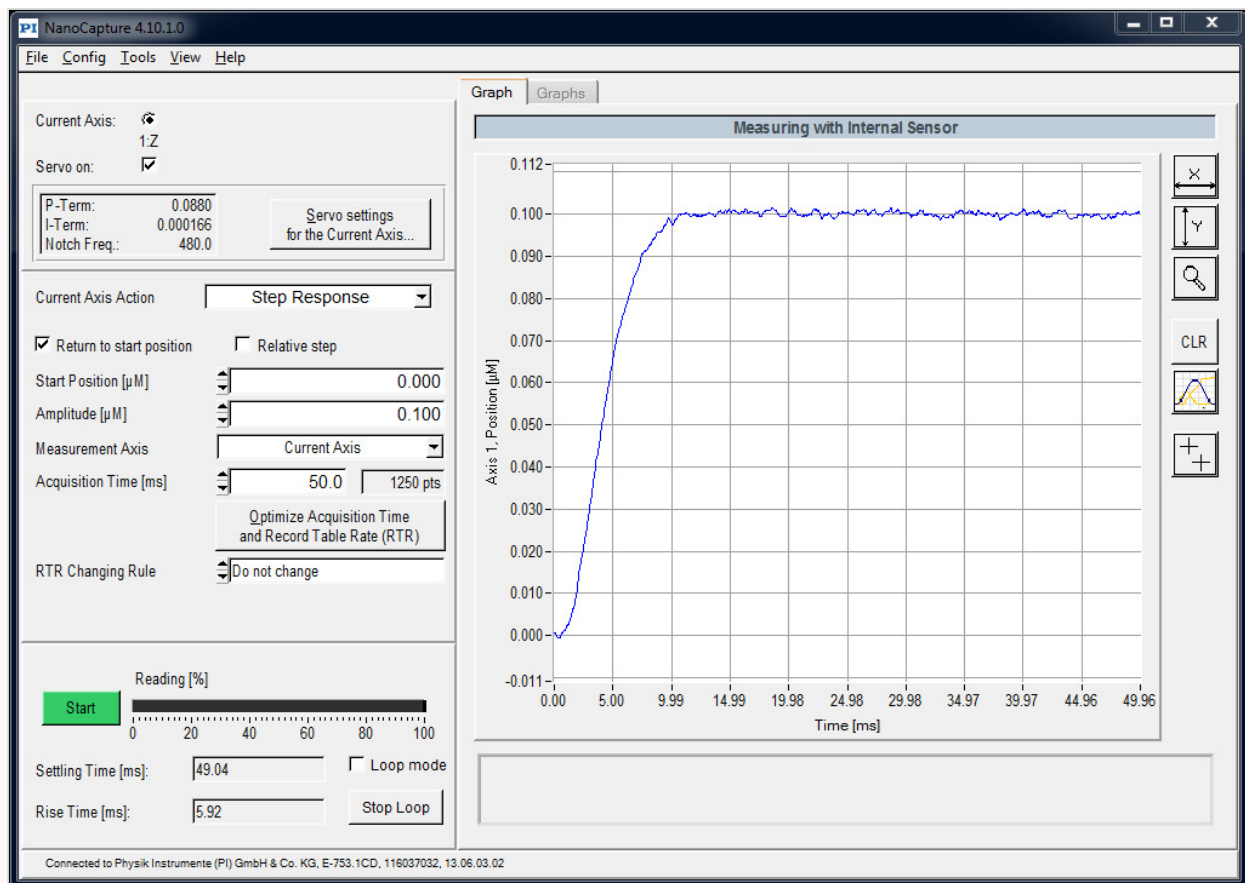 PI NanoCapture 4.10.1.0
File Config Tools View Help
Current Axis:
1:Z
Servo on:
P-Term: 0.0880
I-Term: 0.000166
Notch Freq.: 480.0
Servo settings
for the Current Axis...
Current Axis Action Step Response
Return to start position Relative step
Start Position [µM] 0.000
Amplitude [µM] 0.100
Measurement Axis Current Axis
Acquisition Time [ms] 50.0 1250 pts
Optimize Acquisition Time
and Record Table Rate (RTR)
RTR Changing Rule Do not change
Reading [%]
Start
0 20 40 60 80 100
Settling Time [ms]: 49.04 Loop mode
Rise Time [ms]: 5.92 Stop Loop
Graph Graphs
Measuring with Internal Sensor
Axis 1, Position [µM]
0.112
0.100
0.090
0.080
0.070
0.060
0.050
0.040
0.030
0.020
0.010
0.000
-0.011
0.00 5.00 9.99 14.99 19.98 24.98 29.98 34.97 39.97 44.96 49.96
Time [ms]
X
Y
CLR
Connected to Physik Instrumente (PI) GmbH & Co. KG, E-753.1CD, 116037032, 13.06.03.02